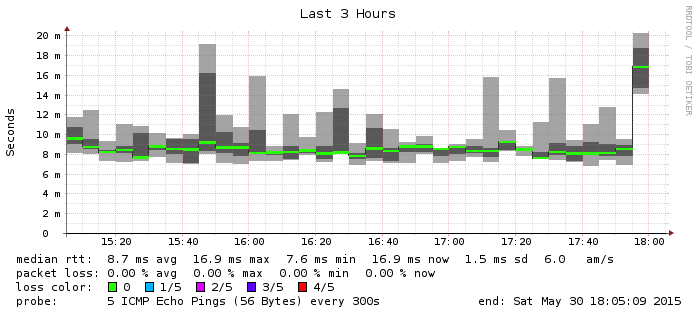 Last 3 Hours
RRDTOOL / TOBI OETIKER
Seconds
20 m
18 m
16 m
14 m
12 m
10 m
8 m
6 m
4 m
2 m
0
15:20 15:40 16:00 16:20 16:40 17:00 17:20 17:40 18:00
median rtt: 8.7 ms avg 16.9 ms max 7.6 ms min 16.9 ms now 1.5 ms sd 6.0 am/s
packet loss: 0.00 % avg 0.00 % max 0.00 % min 0.00 % now
loss color: 0 1/5 2/5 3/5 4/5
probe: 5 ICMP Echo Pings (56 Bytes) every 300s end: Sat May 30 18:05:09 2015